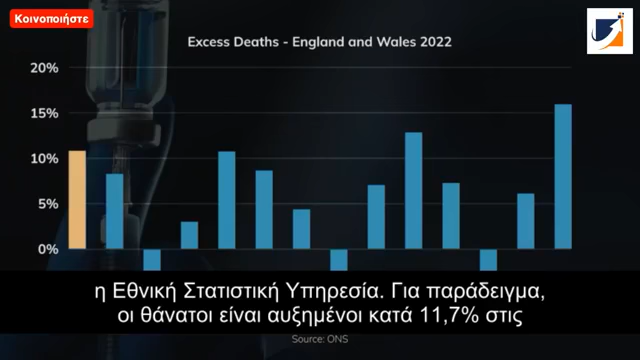 Κοινοποιήστε
Excess Deaths - England and Wales 2022
20%
15%
10%
5%
0%
η Εθνική Στατιστική Υπηρεσία. Για παράδειγμα,
οι θάνατοι είναι αυξημένοι κατά 11,7% στις
Source: ONS